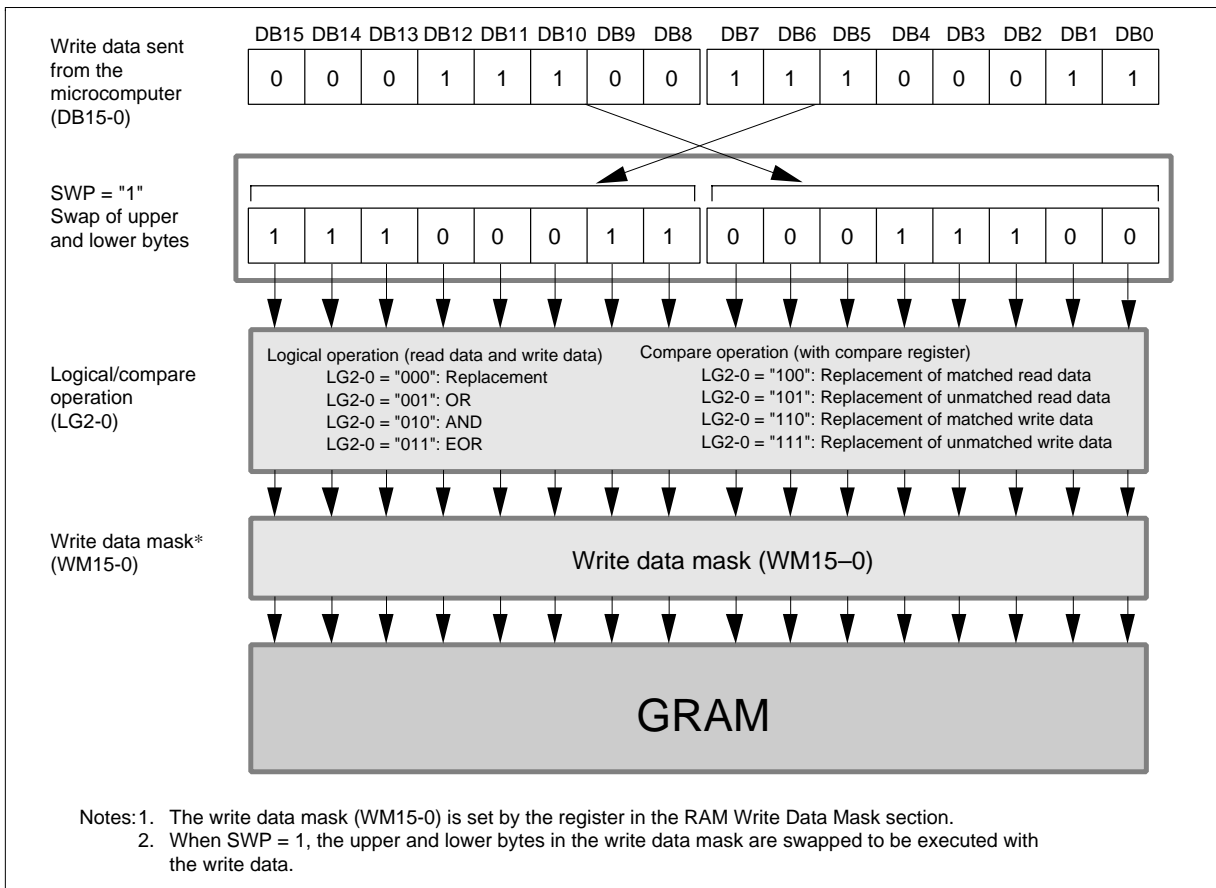 DB15 DB14 DB13 DB12 DB11 DB10 DB9 DB8 DB7 DB6 DB5 DB4 DB3 DB2 DB1 DB0
Write data sent
from the
microcomputer
(DB15-0)
0 0 0 1 1 1 0 0 1 1 1 0 0 0 1 1
SWP = "1"
Swap of upper
and lower bytes
1 1 1 0 0 0 1 1 0 0 0 1 1 1 0 0
Logical/compare
operation
(LG2-0)
Logical operation (read data and write data)
LG2-0 = "000": Replacement
LG2-0 = "001": OR
LG2-0 = "010": AND
LG2-0 = "011": EOR
Compare operation (with compare register)
LG2-0 = "100": Replacement of matched read data
LG2-0 = "101": Replacement of unmatched read data
LG2-0 = "110": Replacement of matched write data
LG2-0 = "111": Replacement of unmatched write data
Write data mask*
(WM15-0)
Write data mask (WM15–0)
GRAM
Notes: 1. The write data mask (WM15-0) is set by the register in the RAM Write Data Mask section.
2. When SWP = 1, the upper and lower bytes in the write data mask are swapped to be executed with
the write data.